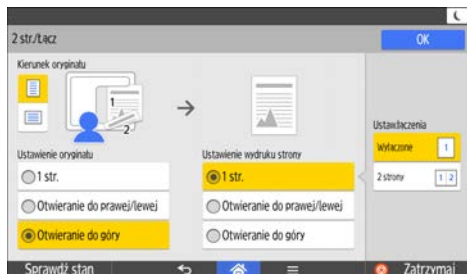 2 str./Łącz
OK
Kierunek oryginału
1
2
Ustawienie oryginału
1 str.
Otwieranie do prawej/lewej
Otwieranie do góry
Ustawienie wydruku strony
1 str.
Otwieranie do prawej/lewej
Otwieranie do góry
Ustaw.łączenia
Wyłączone
1
2 strony
1 2
Sprawdź stan
Zatrzymaj